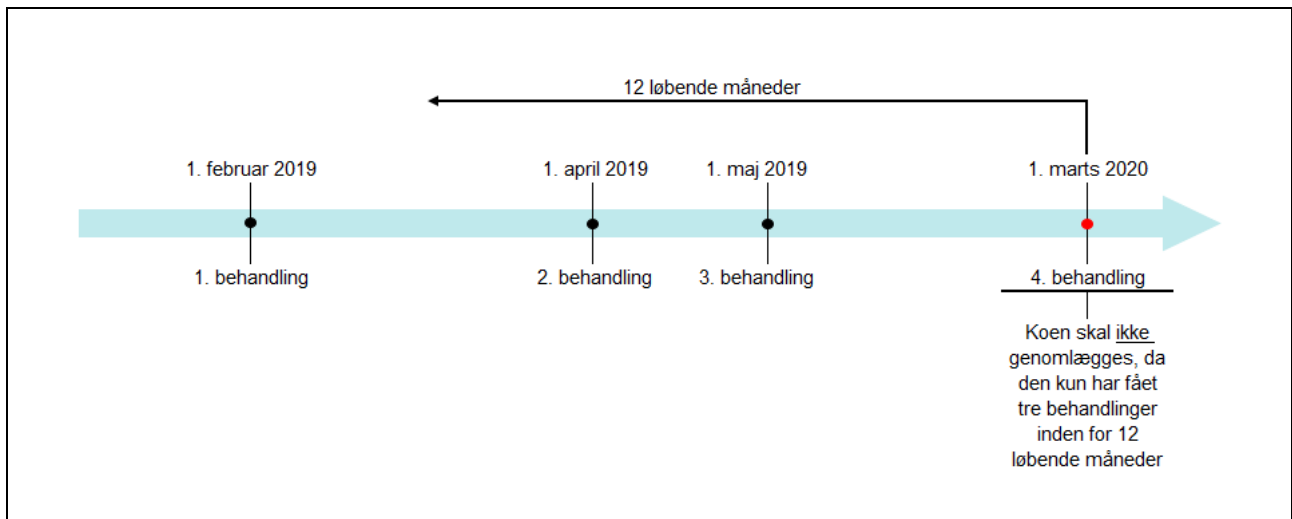 12 løbende måneder
1. februar 2019
1. april 2019
1. maj 2019
1. marts 2020
1. behandling
2. behandling
3. behandling
4. behandling
Koen skal ikke
genomlægges, da
den kun har fået
tre behandlinger
inden for 12
løbende måneder